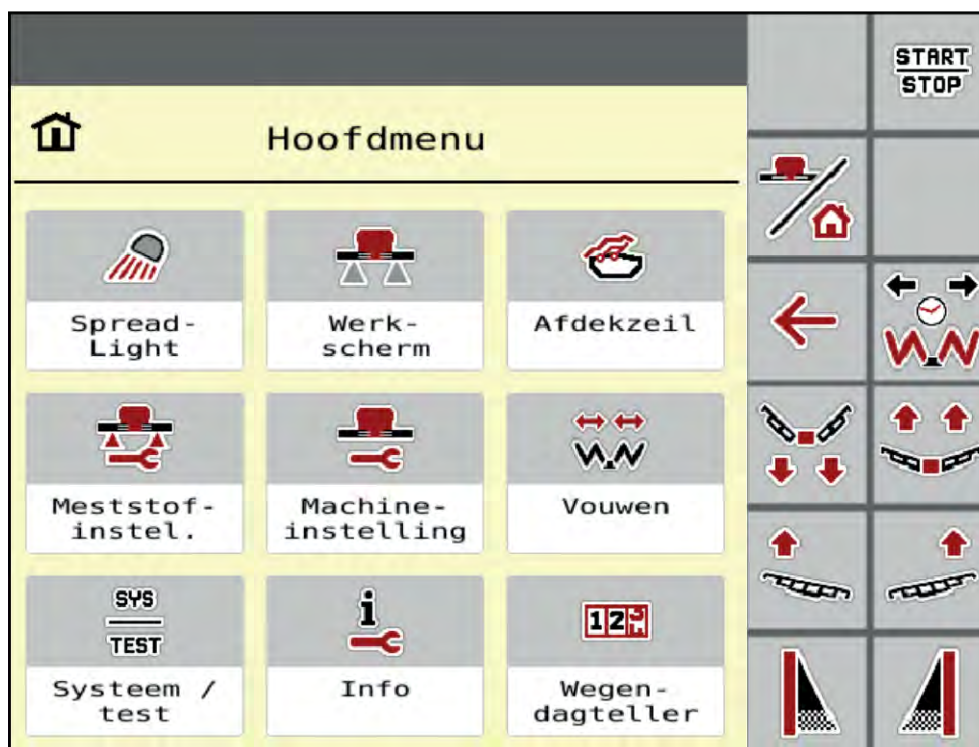 Hoofdmenu
START
STOP
Spread-
Light
Werk-
scherm
Afdekzeil
Meststof-
instel.
Machine-
instelling
Vouwen
SYS
TEST
i
123
Systeem /
test
Info
Wegen-
dagteller